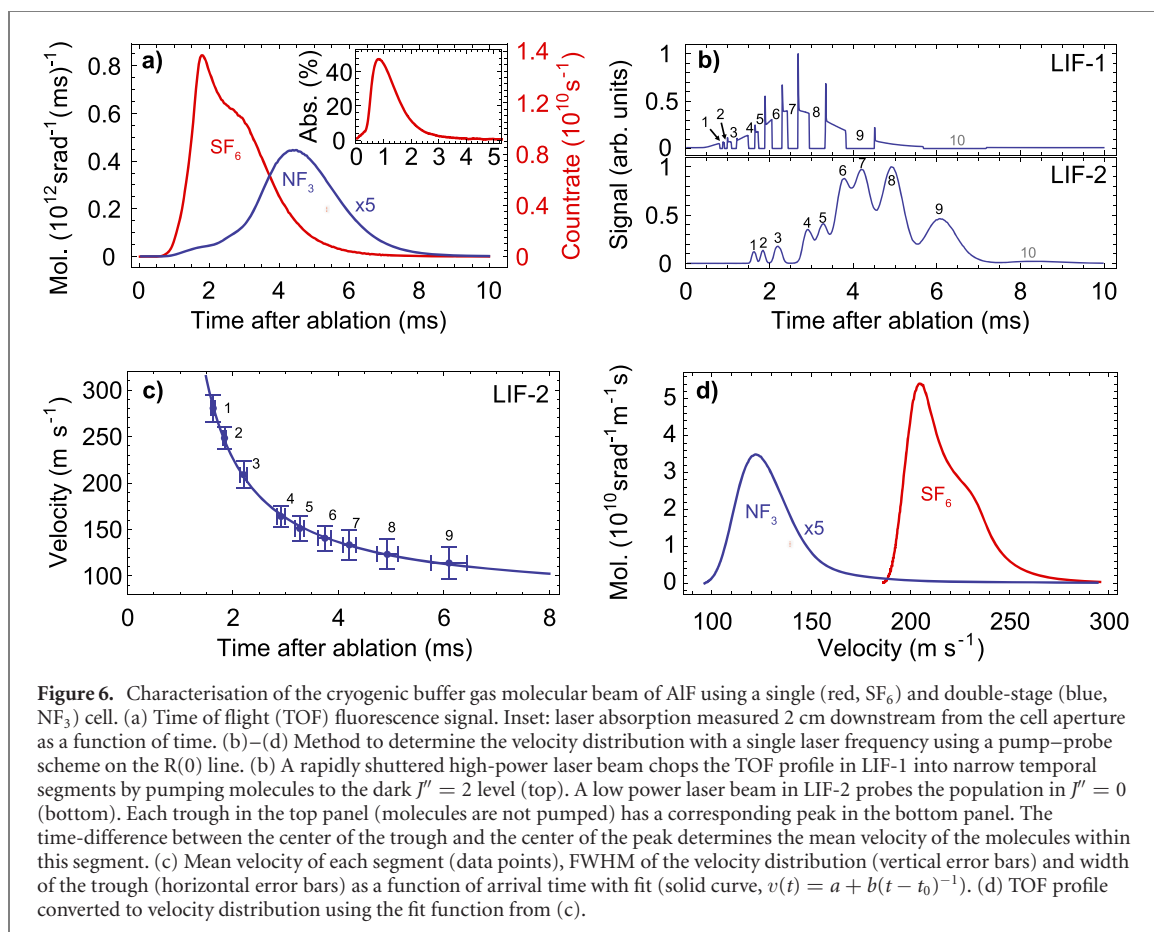 a)
Mol. (10¹² srad⁻¹(ms)⁻¹
0.8
0.6
0.4
0.2
0
SF₆
NF₃
x5
0 2 4 6 8 10
Time after ablation (ms)
1.4
1.2
0.8
0.4
0
Countrate (10¹⁰s⁻¹)
Abs. (%)
40
20
0
0 1 2 3 4 5
b)
LIF-1
Signal (arb. units)
1
0.5
0
1 2 3 4 5 6 7 8 9 10
LIF-2
1
0.5
0
1 2 3 4 5 6 7 8 9 10
0 2 4 6 8 10
Time after ablation (ms)
c)
LIF-2
Velocity (m s⁻¹)
300
250
200
150
100
1 2 3 4 5 6 7 8 9
0 2 4 6 8
Time after ablation (ms)
d)
Mol. (10¹⁰ srad⁻¹m⁻¹s)
5
4
3
2
1
0
NF₃
x5
SF₆
100 150 200 250 300
Velocity (m s⁻¹)
Figure 6. Characterisation of the cryogenic buffer gas molecular beam of AlF using a single (red, SF₆) and double-stage (blue,
NF₃) cell. (a) Time of flight (TOF) fluorescence signal. Inset: laser absorption measured 2 cm downstream from the cell aperture
as a function of time. (b)–(d) Method to determine the velocity distribution with a single laser frequency using a pump–probe
scheme on the R(0) line. (b) A rapidly shuttered high-power laser beam chops the TOF profile in LIF-1 into narrow temporal
segments by pumping molecules to the dark J″ = 2 level (top). A low power laser beam in LIF-2 probes the population in J″ = 0
(bottom). Each trough in the top panel (molecules are not pumped) has a corresponding peak in the bottom panel. The
time-difference between the center of the trough and the center of the peak determines the mean velocity of the molecules within
this segment. (c) Mean velocity of each segment (data points), FWHM of the velocity distribution (vertical error bars) and width
of the trough (horizontal error bars) as a function of arrival time with fit (solid curve, v(t) = a + b(t − t₀)⁻¹). (d) TOF profile
converted to velocity distribution using the fit function from (c).